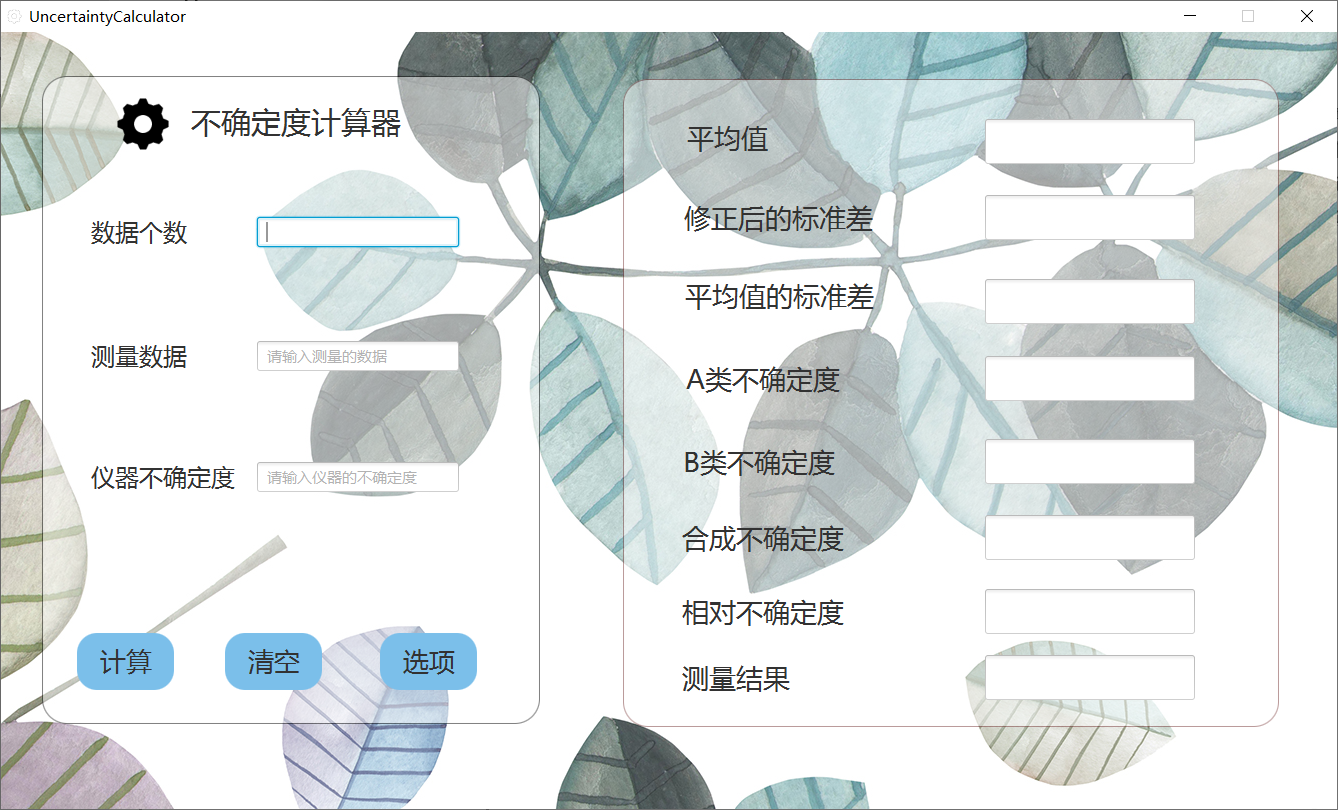 UncertaintyCalculator
不确定度计算器
数据个数
测量数据
请输入测量的数据
仪器不确定度
请输入仪器的不确定度
计算
清空
选项
平均值
修正后的标准差
平均值的标准差
A类不确定度
B类不确定度
合成不确定度
相对不确定度
测量结果